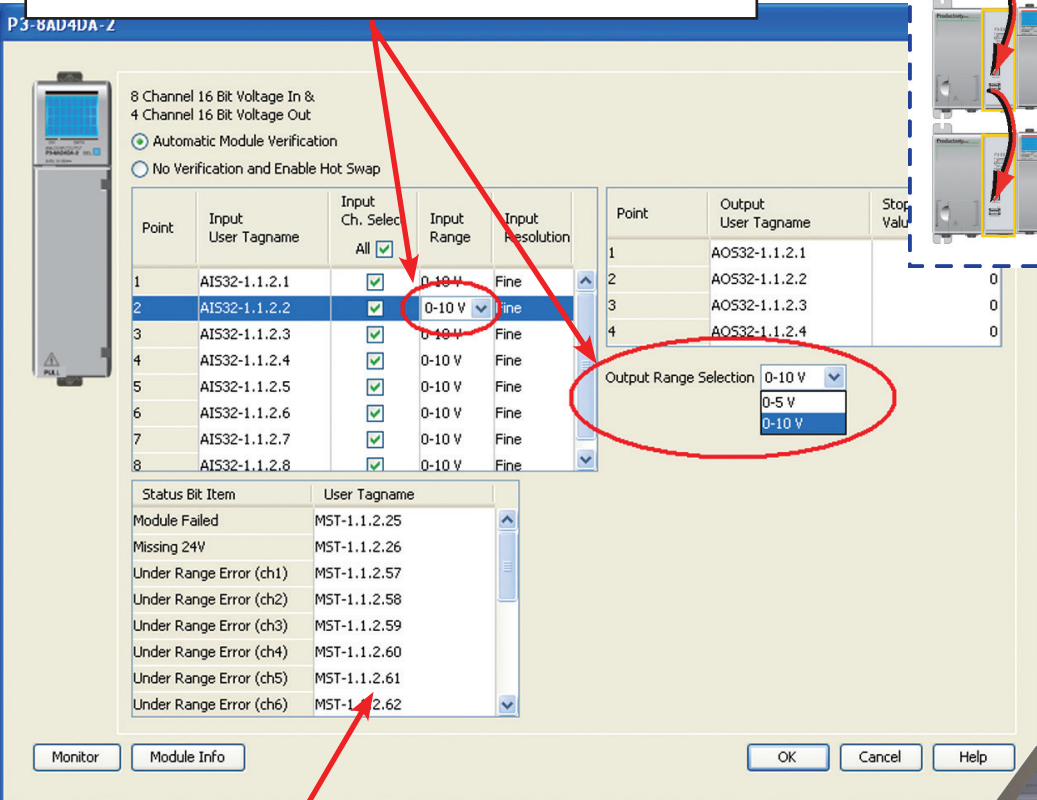 P3-8AD4DA-2
8 Channel 16 Bit Voltage In &
4 Channel 16 Bit Voltage Out
Automatic Module Verification
No Verification and Enable Hot Swap
Point Input User Tagname Input Ch. Selec All Input Range Input Resolution
1 AIS32-1.1.2.1 0-10 V Fine
2 AIS32-1.1.2.2 0-10 V Fine
3 AIS32-1.1.2.3 0-10 V Fine
4 AIS32-1.1.2.4 0-10 V Fine
5 AIS32-1.1.2.5 0-10 V Fine
6 AIS32-1.1.2.6 0-10 V Fine
7 AIS32-1.1.2.7 0-10 V Fine
8 AIS32-1.1.2.8 0-10 V Fine
Point Output User Tagname Stop Valu
1 AOS32-1.1.2.1
2 AOS32-1.1.2.2 0
3 AOS32-1.1.2.3 0
4 AOS32-1.1.2.4 0
Output Range Selection 0-10 V
0-5 V
0-10 V
Status Bit Item User Tagname
Module Failed MST-1.1.2.25
Missing 24V MST-1.1.2.26
Under Range Error (ch1) MST-1.1.2.57
Under Range Error (ch2) MST-1.1.2.58
Under Range Error (ch3) MST-1.1.2.59
Under Range Error (ch4) MST-1.1.2.60
Under Range Error (ch5) MST-1.1.2.61
Under Range Error (ch6) MST-1.1.2.62
PULL
Monitor Module Info OK Cancel Help